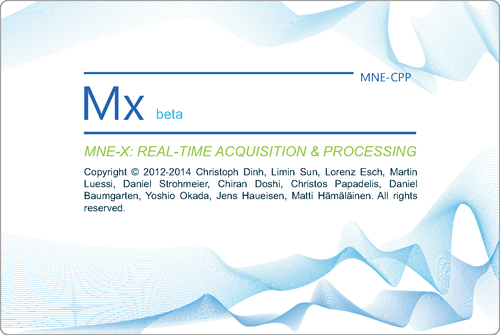 MNE-CPP
Mx beta
MNE-X: REAL-TIME ACQUISITION & PROCESSING
Copyright © 2012-2014 Christoph Dinh, Limin Sun, Lorenz Esch, Martin
Luessi, Daniel Strohmeier, Chiran Doshi, Christos Papadelis, Daniel
Baumgarten, Yoshio Okada, Jens Haueisen, Matti Hämäläinen. All rights
reserved.